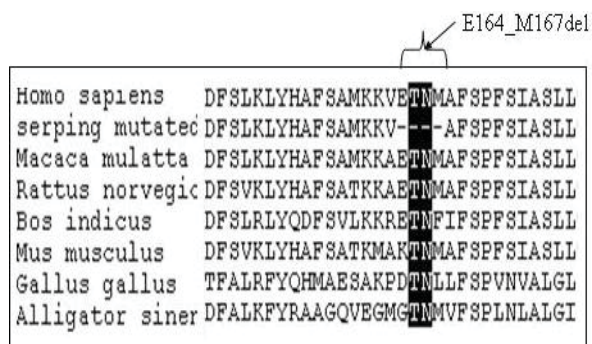 E164_M167del
Homo sapiens DFSLKLYHAFSAMKKVETNMAFSPFSIASLL
serping mutated DFSLKLYHAFSAMKKV----AFSPFSIASLL
Macaca mulatta DFSLKLYHAFSAMKKAETNMAFSPFSIASLL
Rattus norvegic DFSVKLYHAFSATKKAETNMAFSPFSIASLL
Bos indicus DFSLRLYQDFSVLKKRETNFIFSPFSIASLL
Mus musculus DFSVKLYHAFSATKMAKTNMAFSPFSIASLL
Gallus gallus TFALRFYQHMAESAKPDTNLLFSPVNVALGL
Alligator siner DFALKFYRAAGQVEGMGTNMVFSPLNLALGI